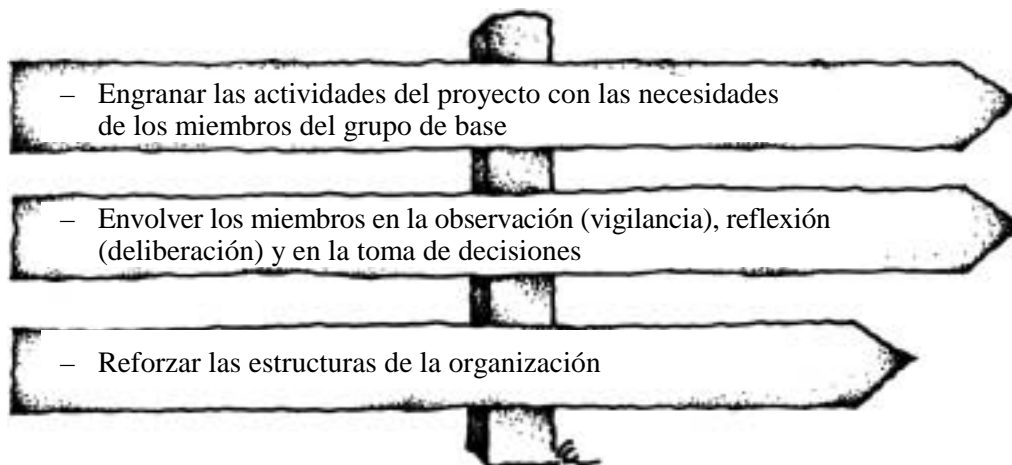 – Engranar las actividades del proyecto con las necesidades
de los miembros del grupo de base
– Envolver los miembros en la observación (vigilancia), reflexión
(deliberación) y en la toma de decisiones
– Reforzar las estructuras de la organización